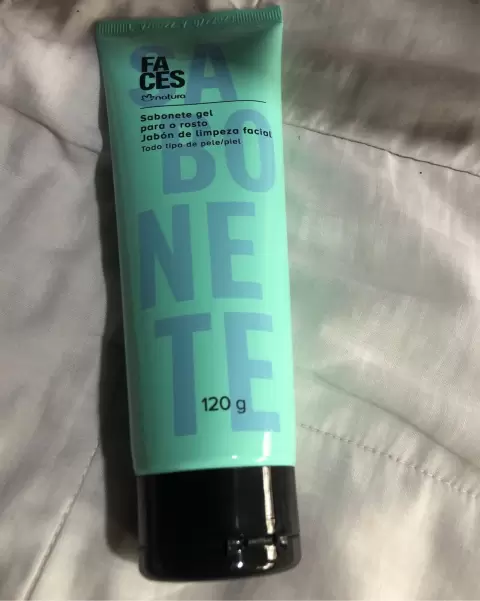 FA
CES
natura
Sabonete gel
para o rosto
Jabón de limpeza facial
Todo tipo de pele/piel
SA
BO
NE
TE
120 g